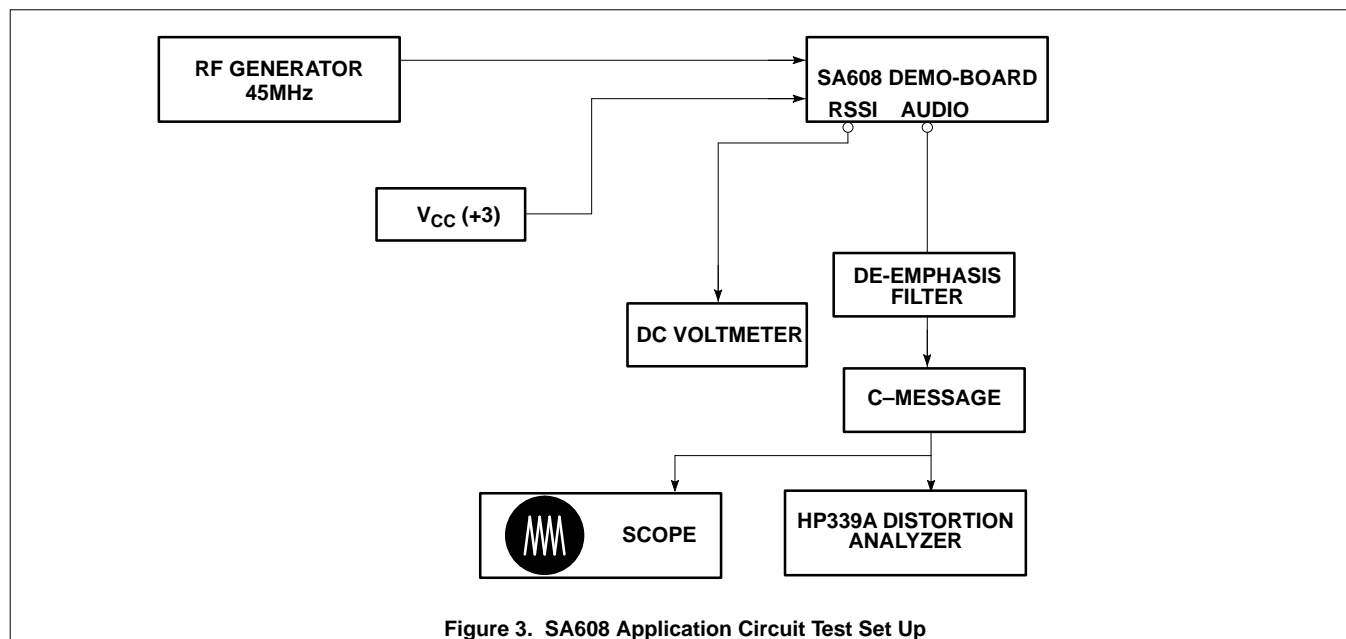 RF GENERATOR
45MHz
SA608 DEMO-BOARD
RSSI AUDIO
VCC (+3)
DE-EMPHASIS
FILTER
DC VOLTMETER
C–MESSAGE
SCOPE
HP339A DISTORTION
ANALYZER
Figure 3. SA608 Application Circuit Test Set Up